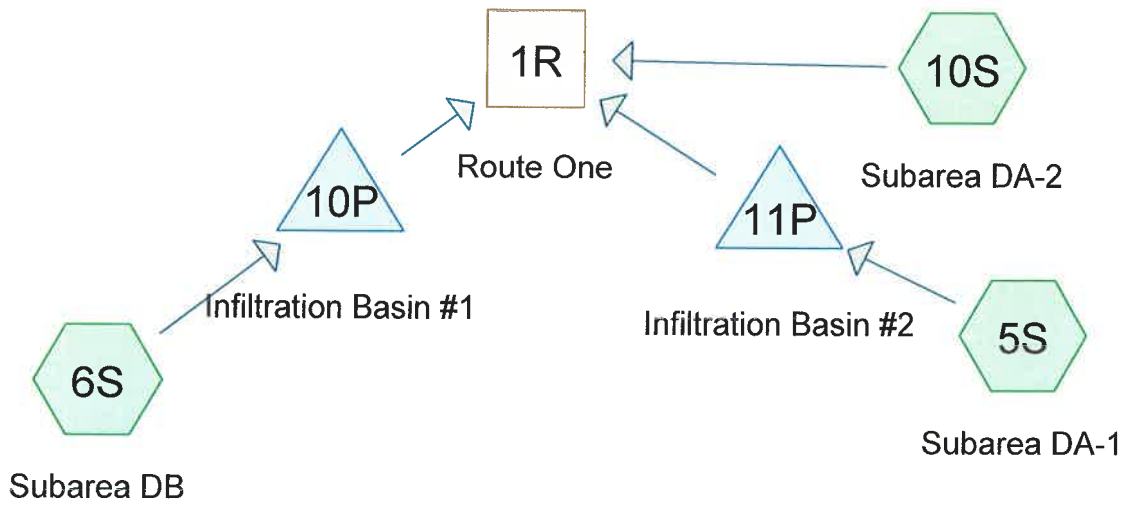 1R
Route One
10S
Subarea DA-2
10P
Infiltration Basin #1
11P
Infiltration Basin #2
6S
Subarea DB
5S
Subarea DA-1